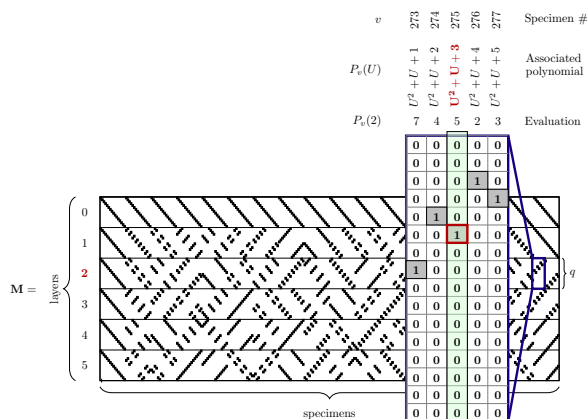 v 273 274 275 276 277 Specimen #
P_v(U) U² + U + 1 U² + U + 2 U² + U + 3 U² + U + 4 U² + U + 5 Associated polynomial
P_v(2) 7 4 5 2 3 Evaluation
0 0 0 0 0
0 0 0 0 0
0 0 0 1 0
0 0 0 0 1
0 1 0 0 0
0 0 1 0 0
0 0 0 0 0
1 0 0 0 0
0 0 0 0 0
0 0 0 0 0
0 0 0 0 0
0 0 0 0 0
0 0 0 0 0
0 0 0 0 0
0 0 0 0 0
0 0 0 0 0
M =
layers
0
1
2
3
4
5
q
specimens